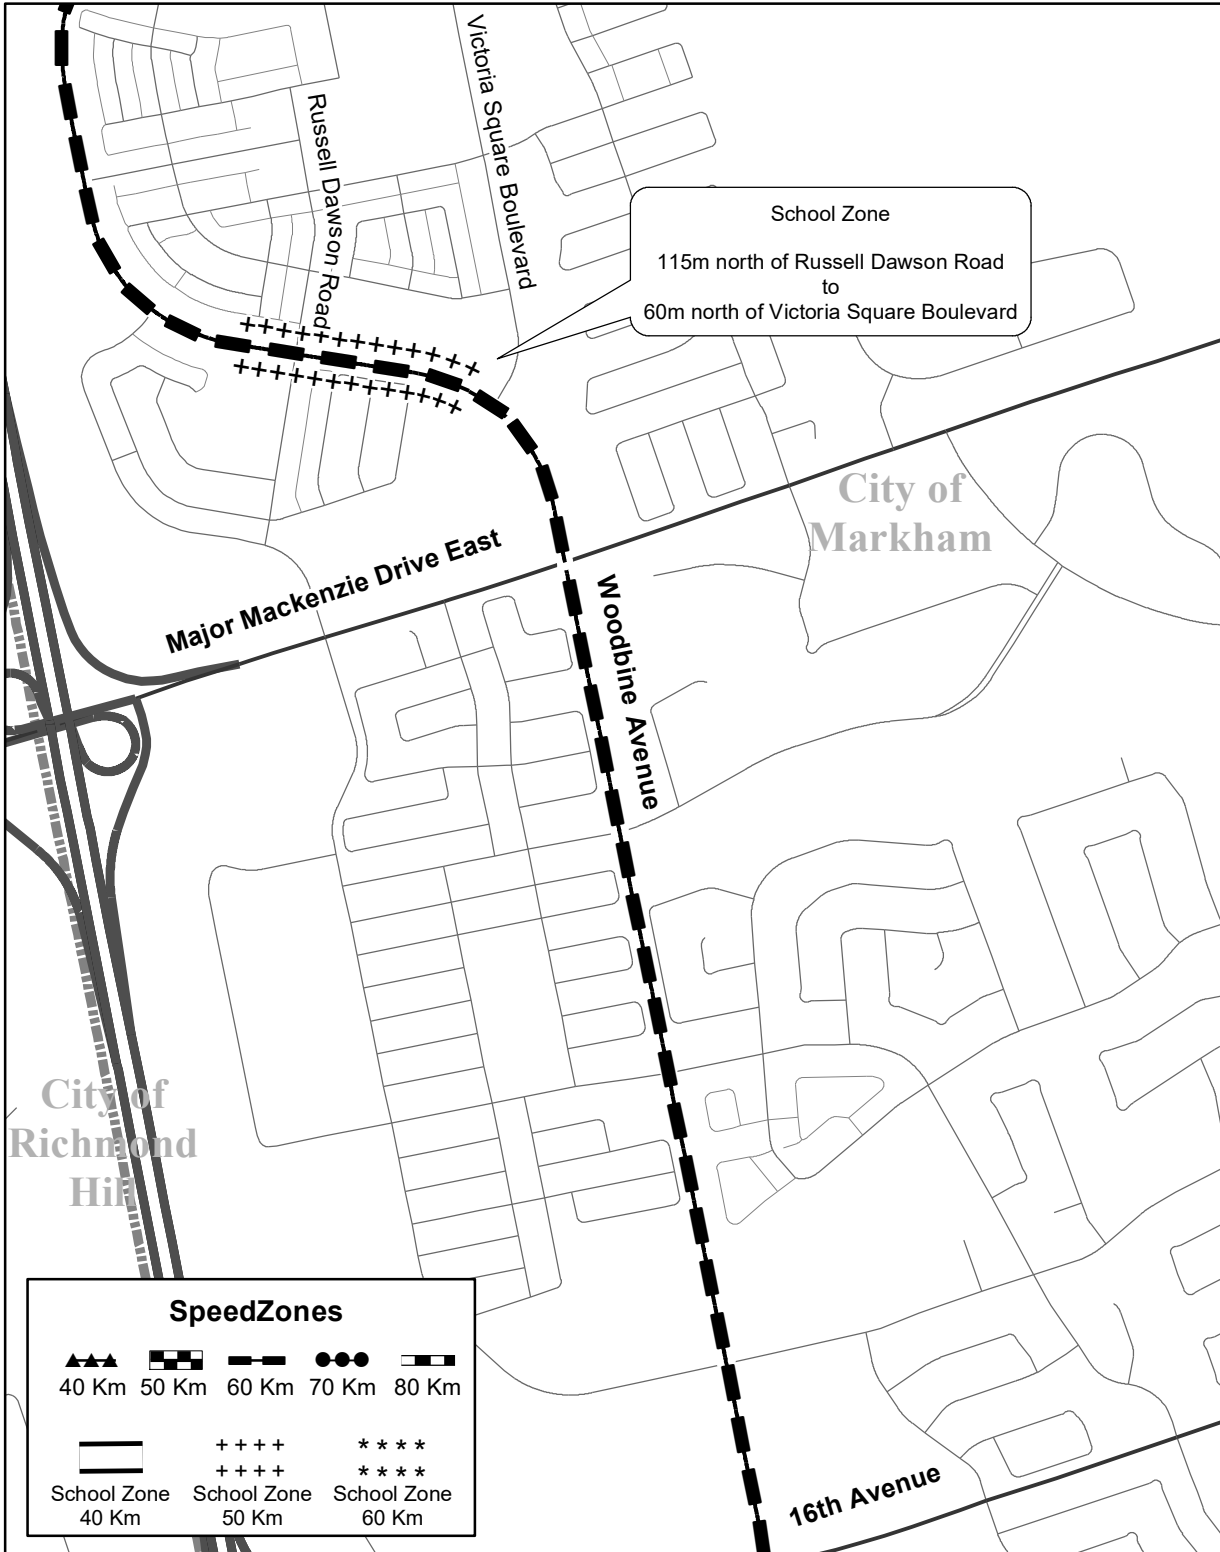 Victoria Square Boulevard
Russell Dawson Road
School Zone
115m north of Russell Dawson Road
to
60m north of Victoria Square Boulevard
City of
Markham
Major Mackenzie Drive East
Woodbine Avenue
City of
Richmond
Hill
SpeedZones
40 Km 50 Km 60 Km 70 Km 80 Km
School Zone School Zone School Zone
40 Km 50 Km 60 Km
16th Avenue